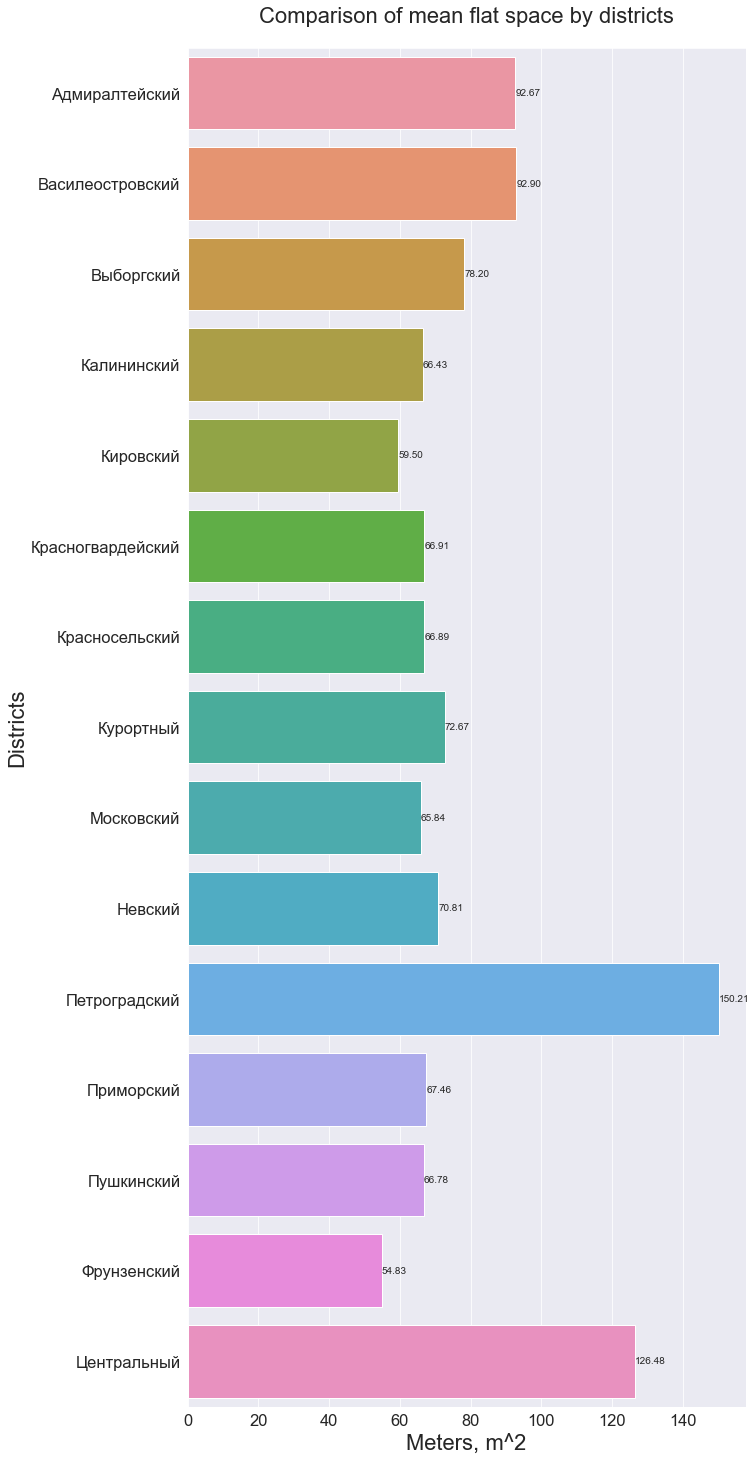 Comparison of mean flat space by districts
Адмиралтейский
92.67
Василеостровский
92.90
Выборгский
78.20
Калининский
66.43
Кировский
59.50
Красногвардейский
66.91
Красносельский
66.89
Курортный
72.67
Московский
65.84
Невский
70.81
Петроградский
150.21
Приморский
67.46
Пушкинский
66.78
Фрунзенский
54.83
Центральный
126.48
Districts
0 20 40 60 80 100 120 140
Meters, m^2